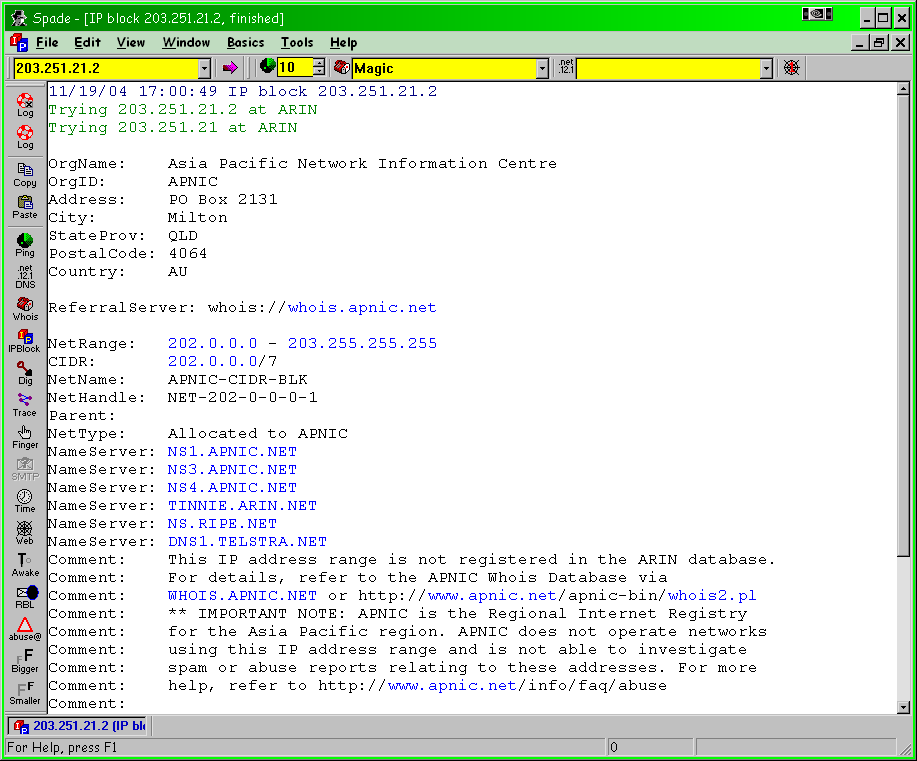 Spade - [IP block 203.251.21.2, finished]
File Edit View Window Basics Tools Help
203.251.21.2 10 Magic .net 12.1
11/19/04 17:00:49 IP block 203.251.21.2
Trying 203.251.21.2 at ARIN
Trying 203.251.21 at ARIN
OrgName: Asia Pacific Network Information Centre
OrgID: APNIC
Address: PO Box 2131
City: Milton
StateProv: QLD
PostalCode: 4064
Country: AU
ReferralServer: whois://whois.apnic.net
NetRange: 202.0.0.0 - 203.255.255.255
CIDR: 202.0.0.0/7
NetName: APNIC-CIDR-BLK
NetHandle: NET-202-0-0-0-1
Parent:
NetType: Allocated to APNIC
NameServer: NS1.APNIC.NET
NameServer: NS3.APNIC.NET
NameServer: NS4.APNIC.NET
NameServer: TINNIE.ARIN.NET
NameServer: NS.RIPE.NET
NameServer: DNS1.TELSTRA.NET
Comment: This IP address range is not registered in the ARIN database.
Comment: For details, refer to the APNIC Whois Database via
Comment: WHOIS.APNIC.NET or http://www.apnic.net/apnic-bin/whois2.pl
Comment: ** IMPORTANT NOTE: APNIC is the Regional Internet Registry
Comment: for the Asia Pacific region. APNIC does not operate networks
Comment: using this IP address range and is not able to investigate
Comment: spam or abuse reports relating to these addresses. For more
Comment: help, refer to http://www.apnic.net/info/faq/abuse
Comment:
Log
Log
Copy
Paste
Ping
.net
12.1
DNS
Whois
IPBlock
Dig
Trace
Finger
SMTP
Time
Web
Awake
RBL
abuse@
Bigger
Smaller
203.251.21.2 (IP blo
For Help, press F1
0